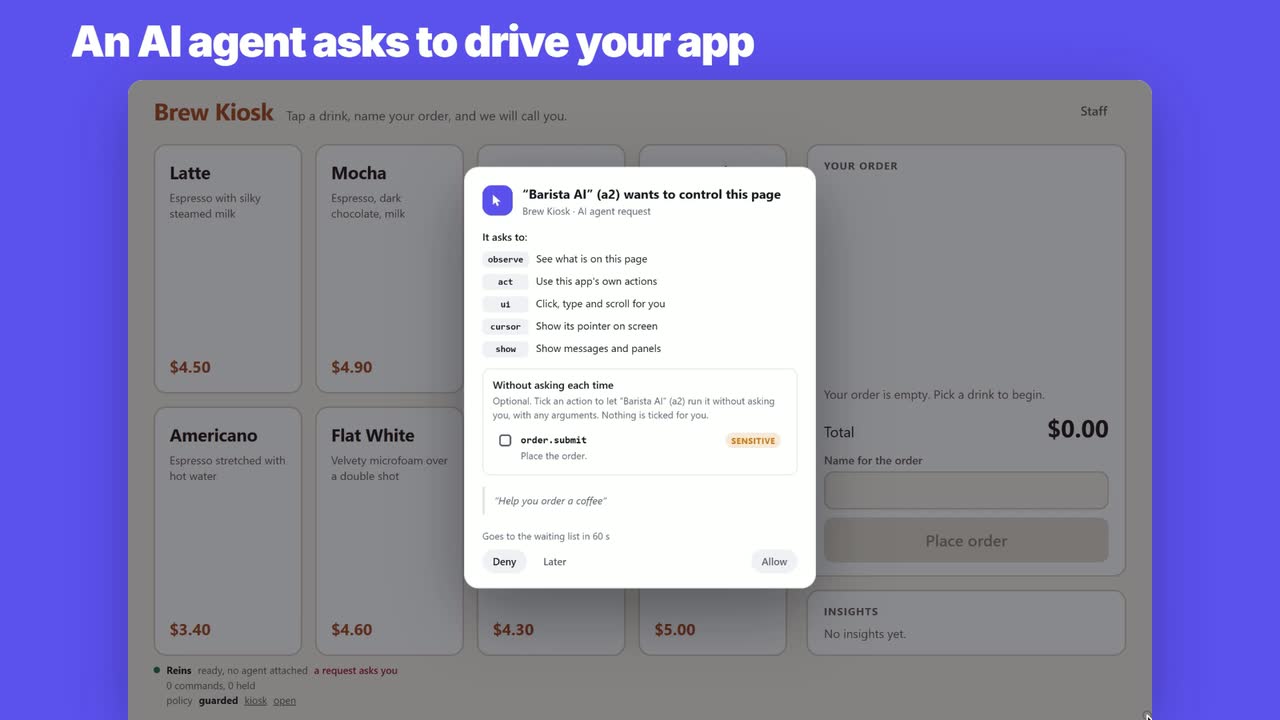 An AI agent asks to drive your app
Brew Kiosk
Tap a drink, name your order, and we will call you.
Staff
Latte
Espresso with silky
steamed milk
$4.50
Mocha
Espresso, dark
chocolate, milk
$4.90
Americano
Espresso stretched with
hot water
$3.40
Flat White
Velvety microfoam over
a double shot
$4.60
$4.30
$5.00
“Barista AI” (a2) wants to control this page
Brew Kiosk · AI agent request
It asks to:
observe See what is on this page
act Use this app's own actions
ui Click, type and scroll for you
cursor Show its pointer on screen
show Show messages and panels
Without asking each time
Optional. Tick an action to let “Barista AI” (a2) run it without asking
you, with any arguments. Nothing is ticked for you.
order.submit SENSITIVE
Place the order.
“Help you order a coffee”
Goes to the waiting list in 60 s
Deny Later Allow
YOUR ORDER
Your order is empty. Pick a drink to begin.
Total $0.00
Name for the order
Place order
INSIGHTS
No insights yet.
Reins ready, no agent attached a request asks you
0 commands, 0 held
policy guarded kiosk open